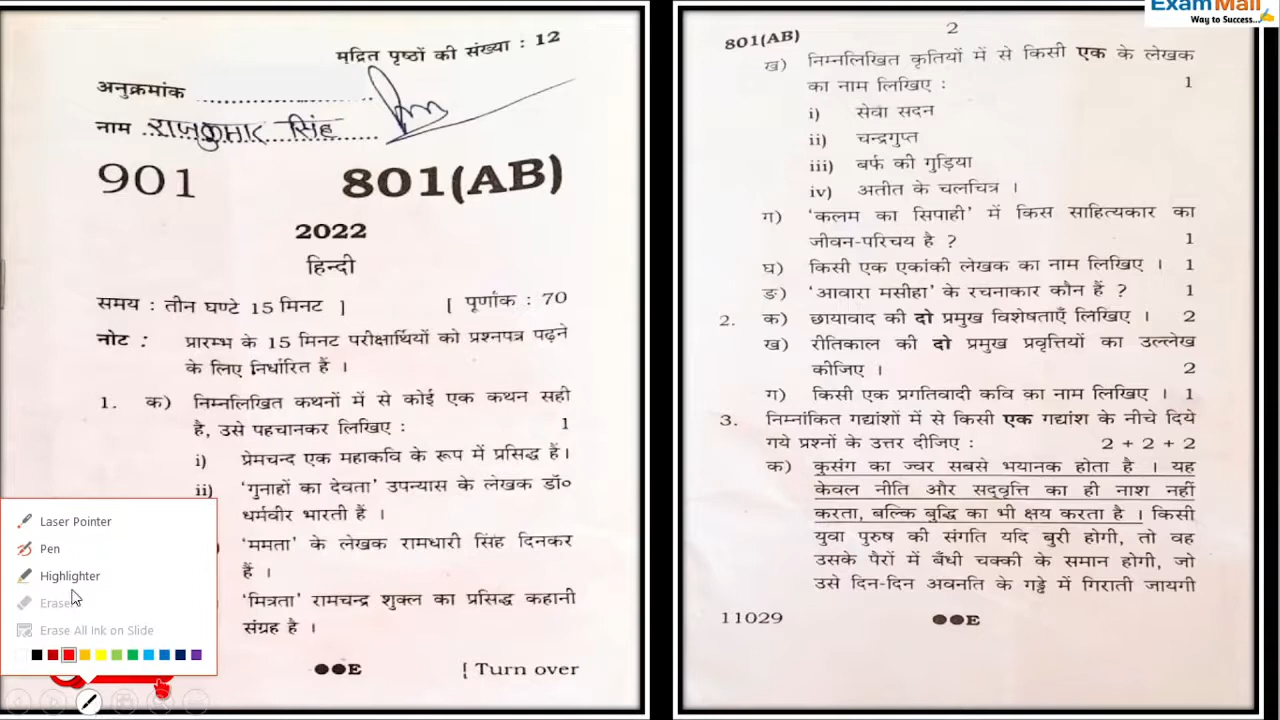 मुद्रित पृष्ठों की संख्या : 12
अनुक्रमांक
नाम राजकुमार सिंह
901 801(AB)
2022
हिन्दी
समय : तीन घण्टे 15 मिनट ] [ पूर्णांक : 70
नोट : प्रारम्भ के 15 मिनट परीक्षार्थियों को प्रश्नपत्र पढ़ने
के लिए निर्धारित हैं ।
1. क) निम्नलिखित कथनों में से कोई एक कथन सही
है, उसे पहचानकर लिखिए : 1
i) प्रेमचन्द एक महाकवि के रूप में प्रसिद्ध हैं।
ii) 'गुनाहों का देवता' उपन्यास के लेखक डॉ०
धर्मवीर भारती हैं ।
'ममता' के लेखक रामधारी सिंह दिनकर
हैं ।
'मित्रता' रामचन्द्र शुक्ल का प्रसिद्ध कहानी
संग्रह है ।
●●E [ Turn over
Laser Pointer
Pen
Highlighter
Erase
Erase All Ink on Slide
ExamMall
Way to Success...
801(AB) 2
ख) निम्नलिखित कृतियों में से किसी एक के लेखक
का नाम लिखिए : 1
i) सेवा सदन
ii) चन्द्रगुप्त
iii) बर्फ की गुड़िया
iv) अतीत के चलचित्र ।
ग) 'कलम का सिपाही' में किस साहित्यकार का
जीवन-परिचय है ? 1
घ) किसी एक एकांकी लेखक का नाम लिखिए । 1
ङ) 'आवारा मसीहा' के रचनाकार कौन हैं ? 1
2. क) छायावाद की दो प्रमुख विशेषताएँ लिखिए । 2
ख) रीतिकाल की दो प्रमुख प्रवृत्तियों का उल्लेख
कीजिए । 2
ग) किसी एक प्रगतिवादी कवि का नाम लिखिए । 1
3. निम्नांकित गद्यांशों में से किसी एक गद्यांश के नीचे दिये
गये प्रश्नों के उत्तर दीजिए : 2 + 2 + 2
क) कुसंग का ज्वर सबसे भयानक होता है । यह
केवल नीति और सद्वृत्ति का ही नाश नहीं
करता, बल्कि बुद्धि का भी क्षय करता है । किसी
युवा पुरुष की संगति यदि बुरी होगी, तो वह
उसके पैरों में बँधी चक्की के समान होगी, जो
उसे दिन-दिन अवनति के गड्ढे में गिराती जायगी
11029 ●●E